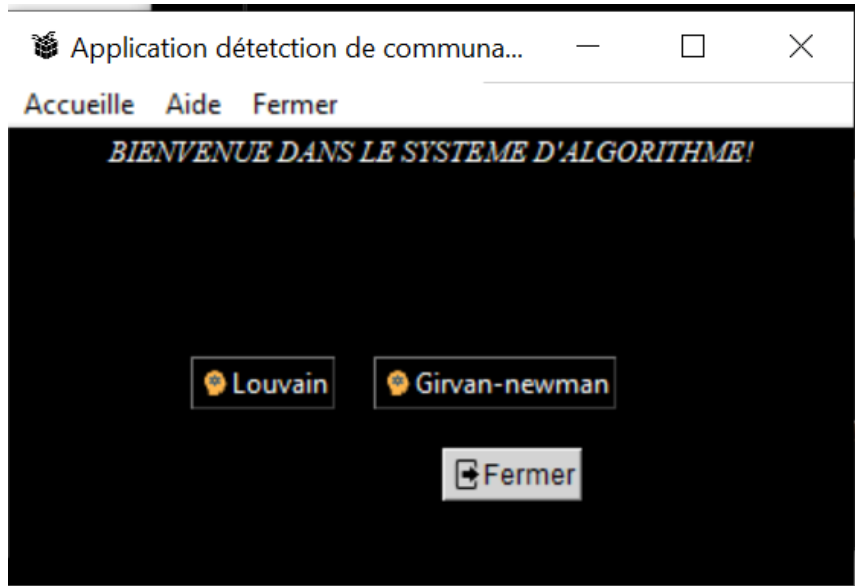 Application détetction de communa...
Accueille Aide Fermer
BIENVENUE DANS LE SYSTEME D'ALGORITHME!
Louvain Girvan-newman
Fermer